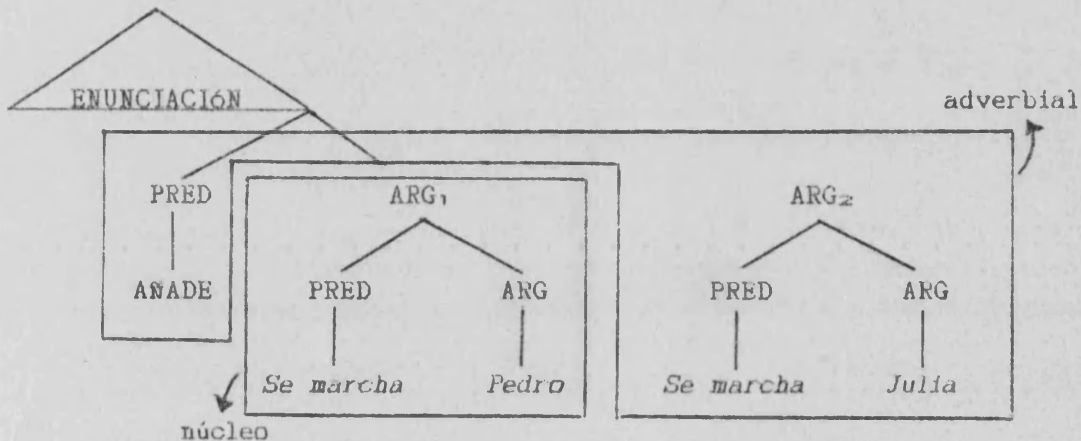 ENUNCIACIÓN
adverbial
PRED ARG₁ ARG₂
AÑADE PRED ARG PRED ARG
Se marcha Pedro Se marcha Julia
núcleo